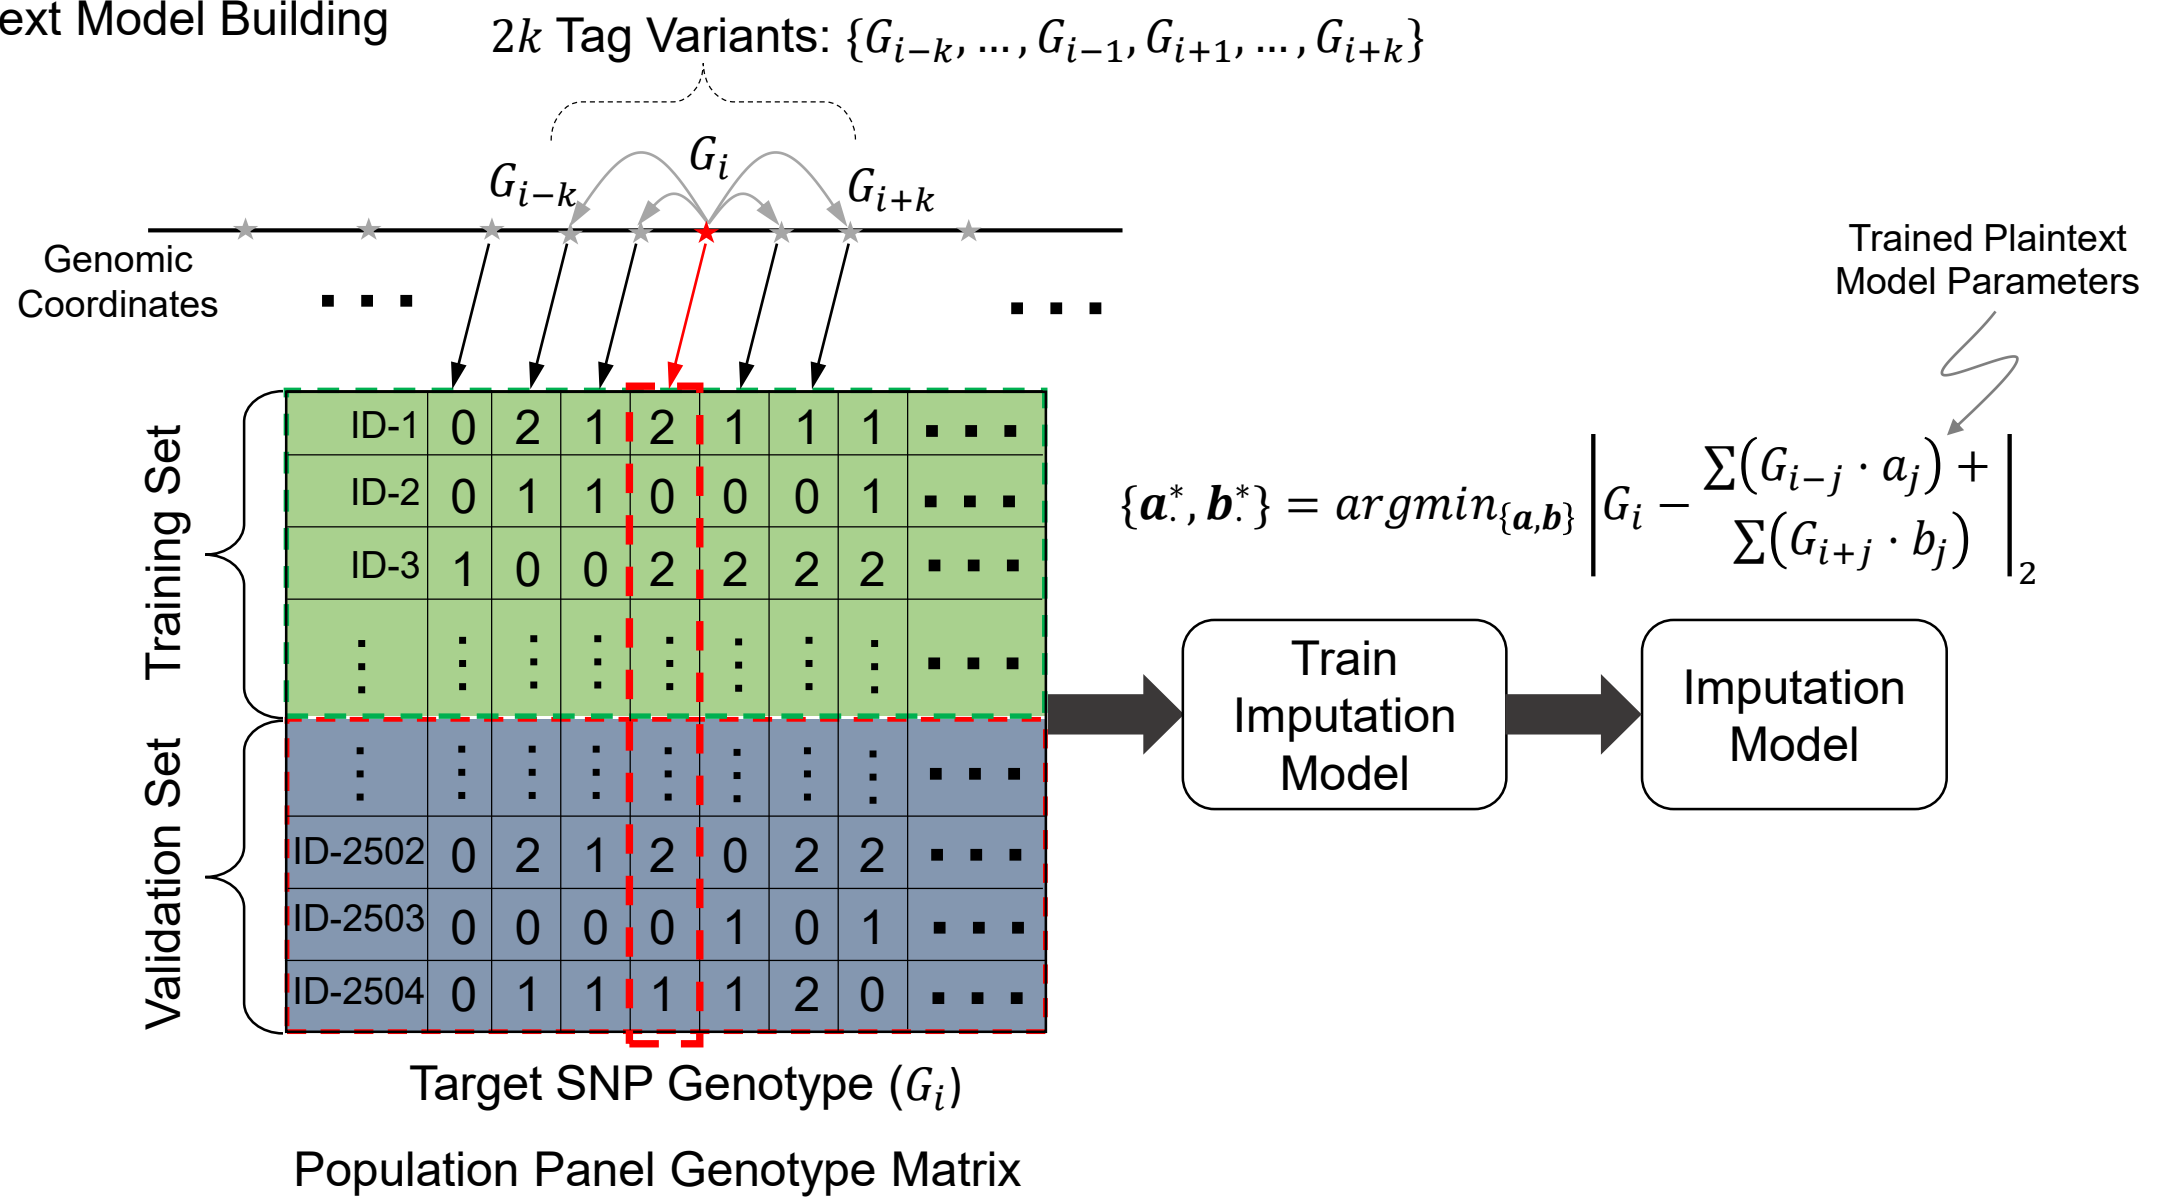 ext Model Building
2k Tag Variants: {G_{i−k}, … , G_{i−1}, G_{i+1}, … , G_{i+k}}
G_i
G_{i−k}
G_{i+k}
Genomic
Coordinates
Trained Plaintext
Model Parameters
Training Set
ID-1 0 2 1 2 1 1 1
ID-2 0 1 1 0 0 0 1
ID-3 1 0 0 2 2 2 2
Validation Set
ID-2502 0 2 1 2 0 2 2
ID-2503 0 0 0 0 1 0 1
ID-2504 0 1 1 1 1 2 0
{a*., b*.} = argmin_{a,b} |G_i − ∑(G_{i−j} · a_j) +
∑(G_{i+j} · b_j)|_2
Train
Imputation
Model
Imputation
Model
Target SNP Genotype (G_i)
Population Panel Genotype Matrix